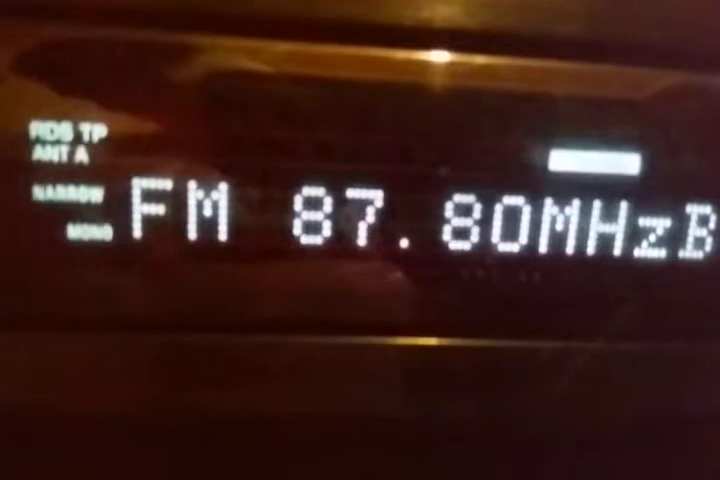 RDS TP
ANT A
NARROW
MONO
FM 87.80MHzB